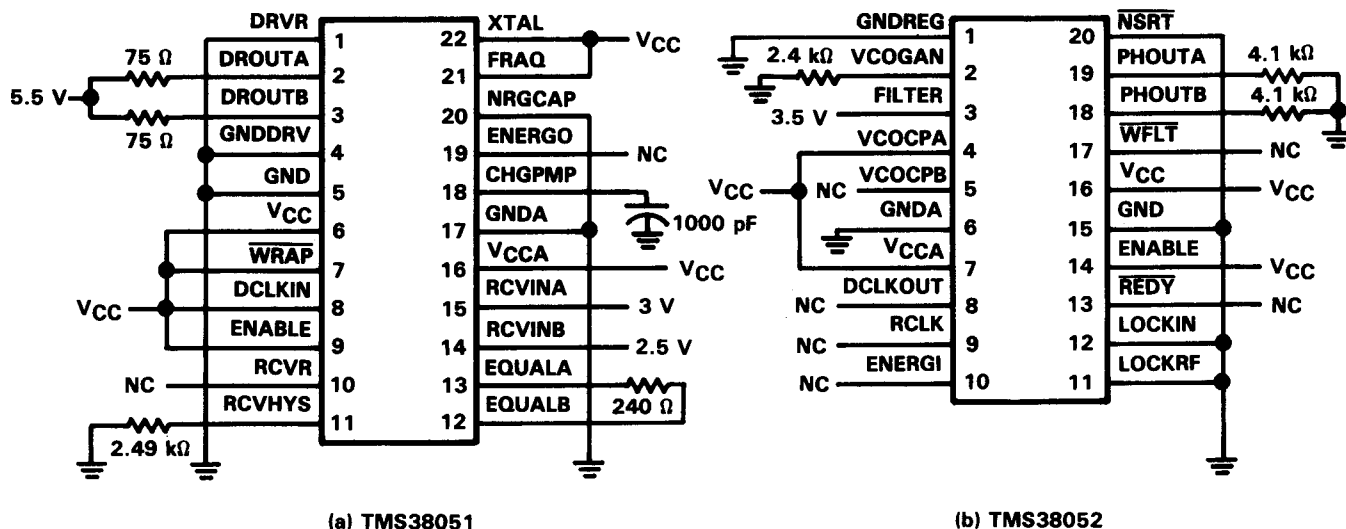 DRVR
1
75 Ω
DROUTA
2
5.5 V
DROUTB
3
75 Ω
GNDDRV
4
GND
5
VCC
6
WRAP
7
VCC
DCLKIN
8
ENABLE
9
NC
RCVR
10
RCVHYS
11
2.49 kΩ
XTAL
22
VCC
FRAQ
21
NRGCAP
20
ENERGO
19
NC
CHGPMP
18
1000 pF
GNDA
17
VCCA
16
VCC
RCVINA
15
3 V
RCVINB
14
2.5 V
EQUALA
13
240 Ω
EQUALB
12
(a) TMS38051
GNDREG
1
2.4 kΩ
VCOGAN
2
FILTER
3
3.5 V
VCOCPA
4
VCC
NC
VCOCPB
5
GNDA
6
VCCA
7
NC
DCLKOUT
8
NC
RCLK
9
NC
ENERGI
10
NSRT
20
PHOUTA
4.1 kΩ
19
PHOUTB
4.1 kΩ
18
WFLT
17
NC
VCC
16
VCC
GND
15
ENABLE
14
VCC
REDY
13
NC
LOCKIN
12
LOCKRF
11
(b) TMS38052